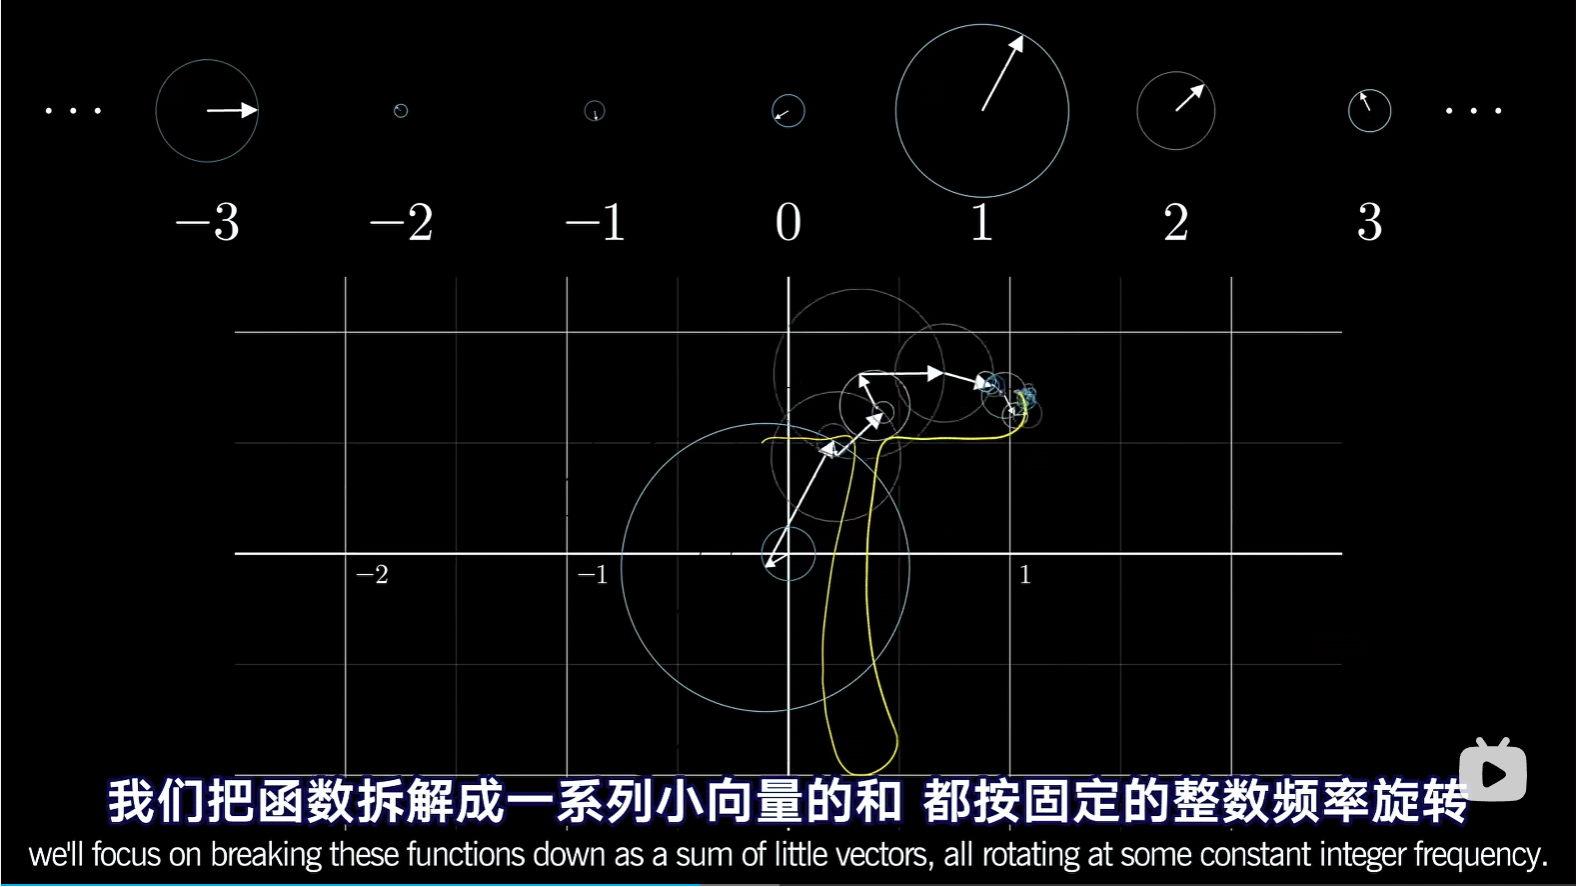 ... ...
−3 −2 −1 0 1 2 3
−2 −1 1
我们把函数拆解成一系列小向量的和 都按固定的整数频率旋转
we'll focus on breaking these functions down as a sum of little vectors, all rotating at some constant integer frequency.